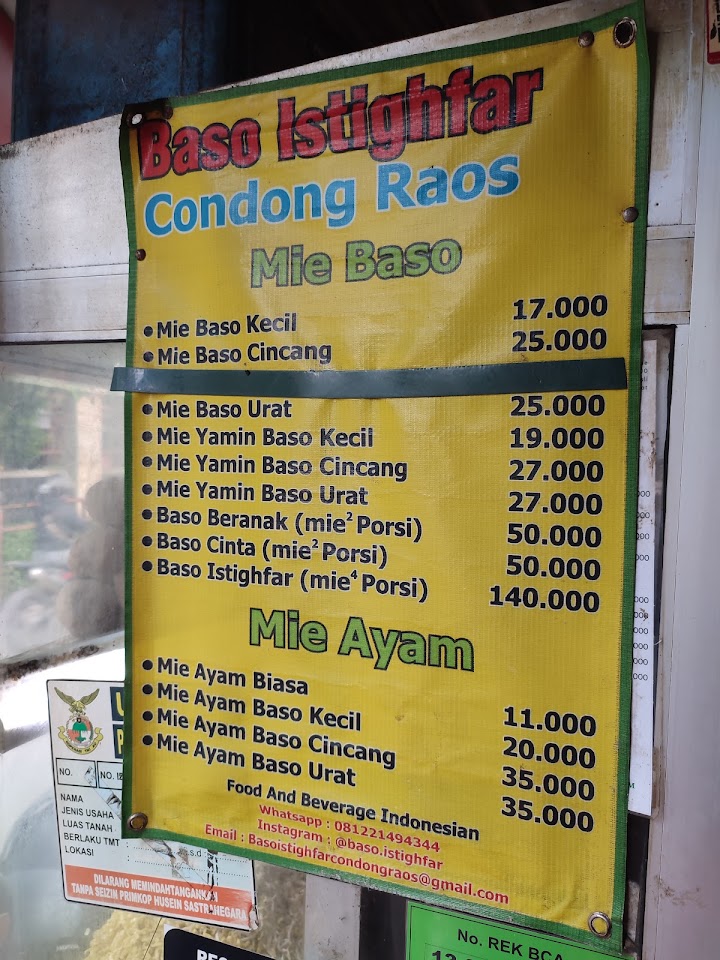 Baso Istighfar
Condong Raos
Mie Baso
• Mie Baso Kecil 17.000
• Mie Baso Cincang 25.000
• Mie Baso Urat 25.000
• Mie Yamin Baso Kecil 19.000
• Mie Yamin Baso Cincang 27.000
• Mie Yamin Baso Urat 27.000
• Baso Beranak (mie² Porsi) 50.000
• Baso Cinta (mie² Porsi) 50.000
• Baso Istighfar (mie⁴ Porsi) 140.000
Mie Ayam
• Mie Ayam Biasa 11.000
• Mie Ayam Baso Kecil 20.000
• Mie Ayam Baso Cincang 35.000
• Mie Ayam Baso Urat 35.000
Food And Beverage Indonesian
Whatsapp : 081221494344
Instagram : @baso.istighfar
Email : Basoistighfarcondongraos@gmail.com
NO.
NAMA
JENIS USAHA :
LUAS TANAH :
BERLAKU TMT : s.d
LOKASI :
DILARANG MEMINDAHTANGANKAN
TANPA SEIZIN PRIMKOP HUSEIN SASTRANEGARA
No. REK BCA